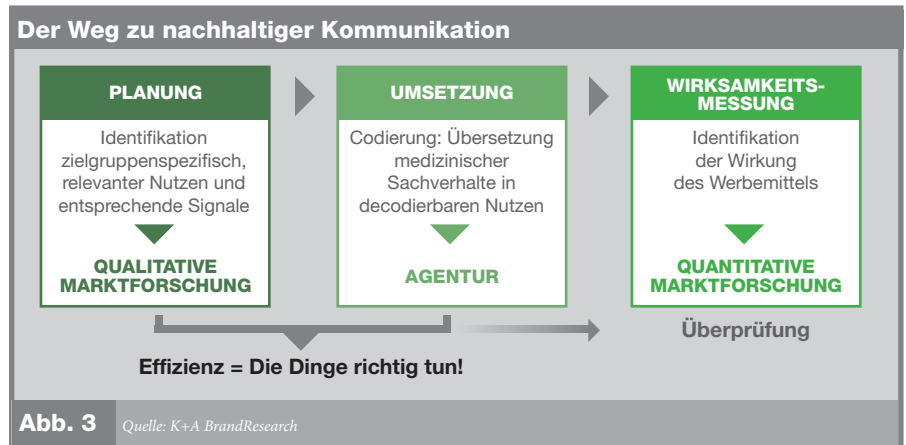 Der Weg zu nachhaltiger Kommunikation
PLANUNG
Identifikation
zielgruppenspezifisch,
relevanter Nutzen und
entsprechende Signale
QUALITATIVE
MARKTFORSCHUNG
UMSETZUNG
Codierung: Übersetzung
medizinischer
Sachverhalte in
decodierbaren Nutzen
AGENTUR
WIRKSAMKEITS-
MESSUNG
Identifikation
der Wirkung
des Werbemittels
QUANTITATIVE
MARKTFORSCHUNG
Überprüfung
Effizienz = Die Dinge richtig tun!
Abb. 3 Quelle: K+A BrandResearch